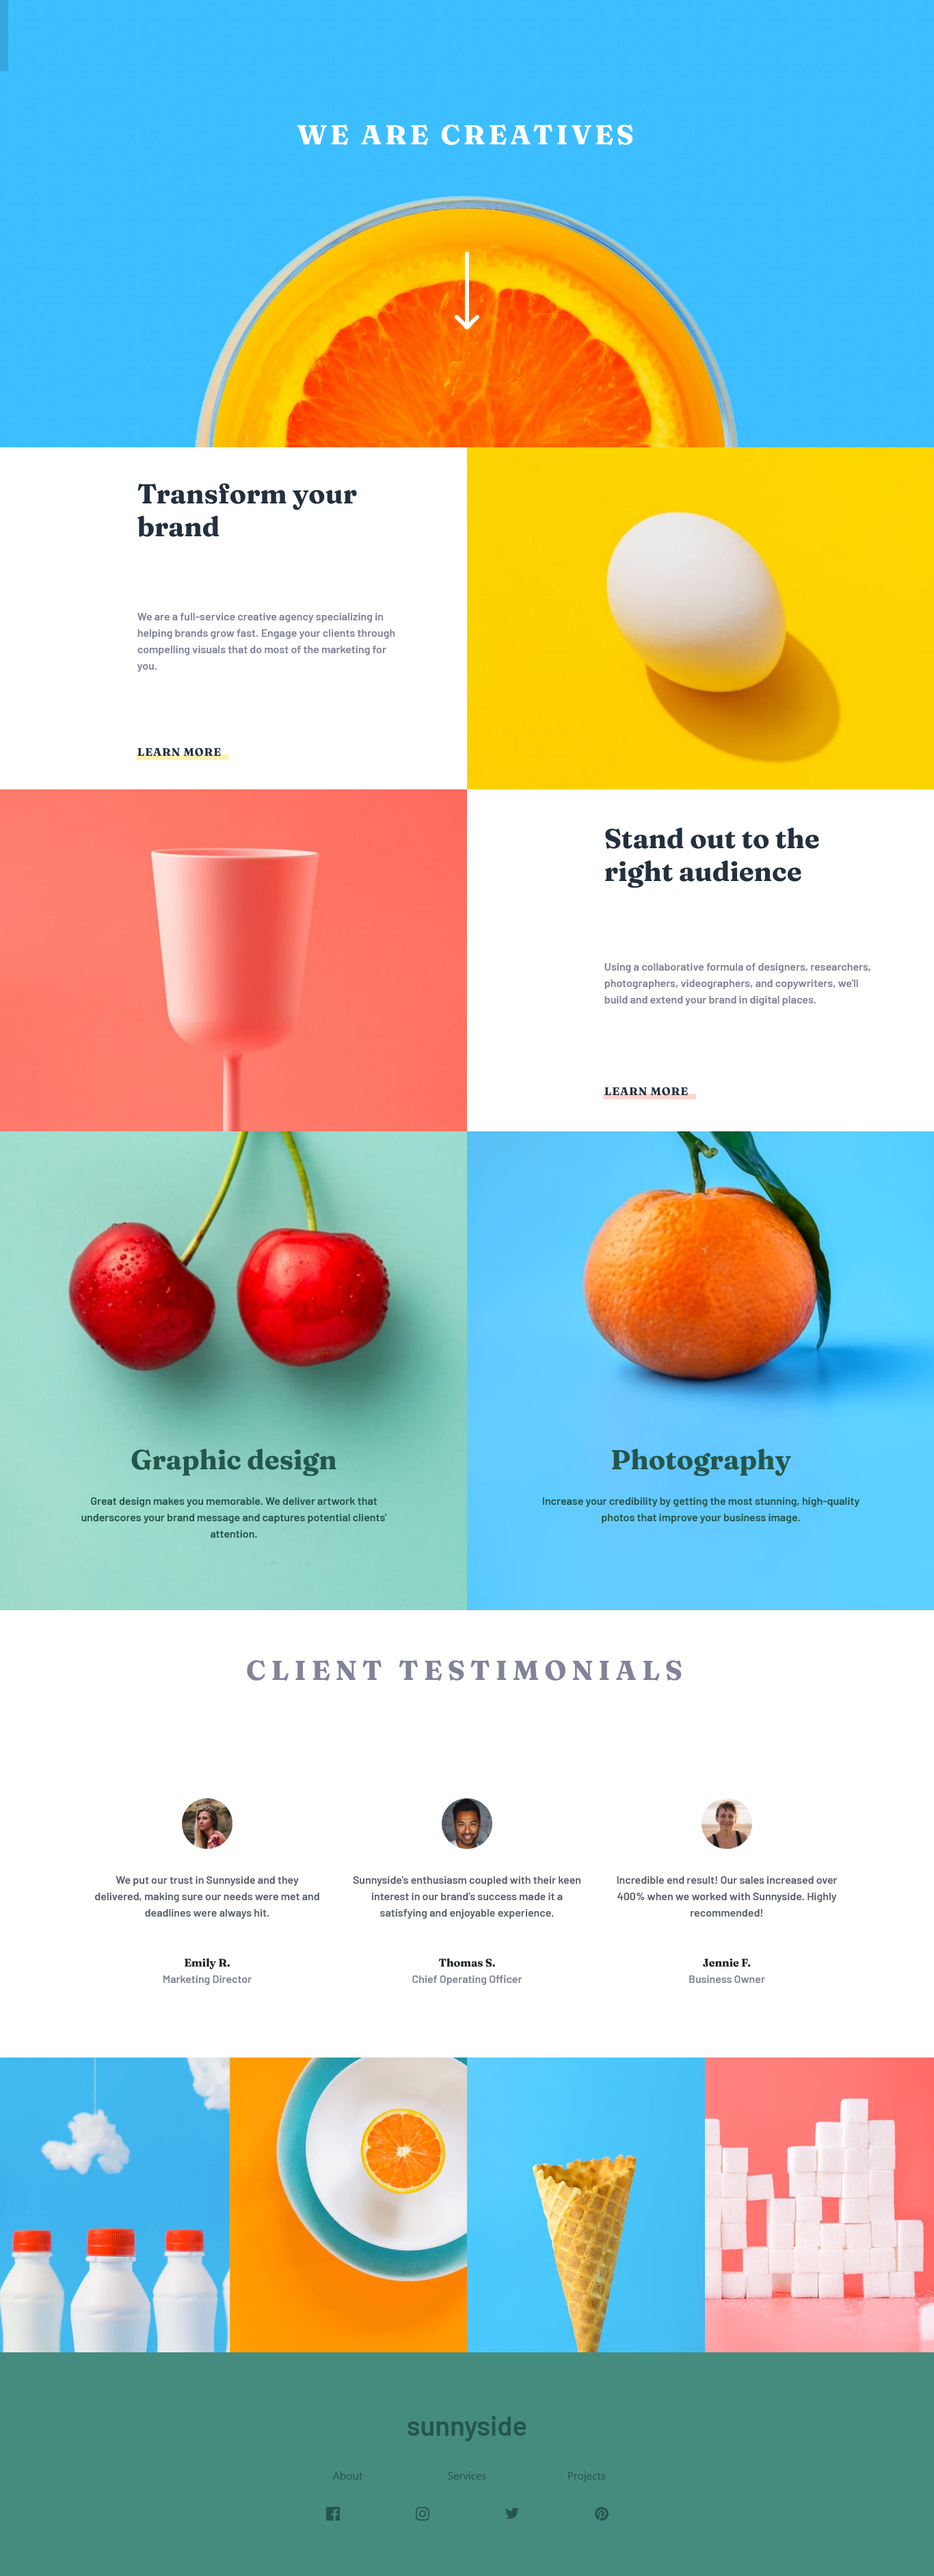 WE ARE CREATIVES
Transform your
brand
We are a full-service creative agency specializing in
helping brands grow fast. Engage your clients through
compelling visuals that do most of the marketing for
you.
LEARN MORE
Stand out to the
right audience
Using a collaborative formula of designers, researchers,
photographers, videographers, and copywriters, we'll
build and extend your brand in digital places.
LEARN MORE
Graphic design
Great design makes you memorable. We deliver artwork that
underscores your brand message and captures potential clients'
attention.
Photography
Increase your credibility by getting the most stunning, high-quality
photos that improve your business image.
CLIENT TESTIMONIALS
We put our trust in Sunnyside and they
delivered, making sure our needs were met and
deadlines were always hit.
Emily R.
Marketing Director
Sunnyside's enthusiasm coupled with their keen
interest in our brand's success made it a
satisfying and enjoyable experience.
Thomas S.
Chief Operating Officer
Incredible end result! Our sales increased over
400% when we worked with Sunnyside. Highly
recommended!
Jennie F.
Business Owner
sunnyside
About Services Projects